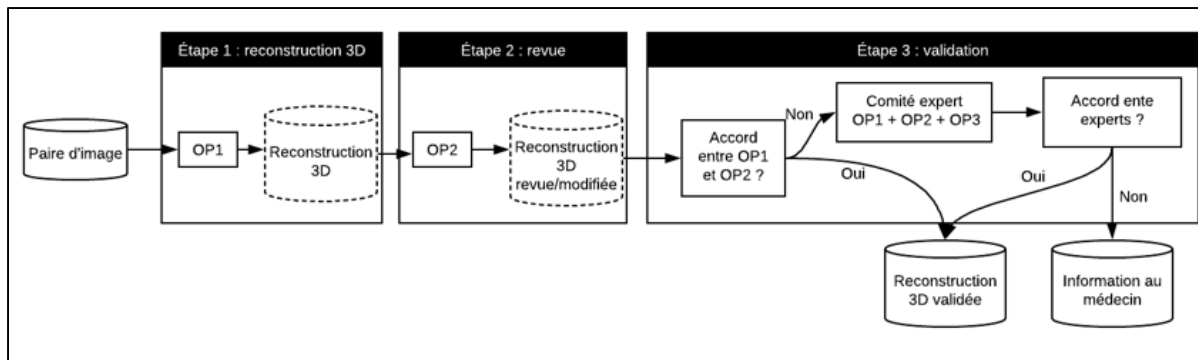 Étape 1 : reconstruction 3D
Étape 2 : revue
Étape 3 : validation
Paire d'image
OP1
Reconstruction
3D
OP2
Reconstruction
3D
revue/modifiée
Accord
entre OP1
et OP2 ?
Non
Oui
Comité expert
OP1 + OP2 + OP3
Accord ente
experts ?
Oui
Non
Reconstruction
3D validée
Information au
médecin